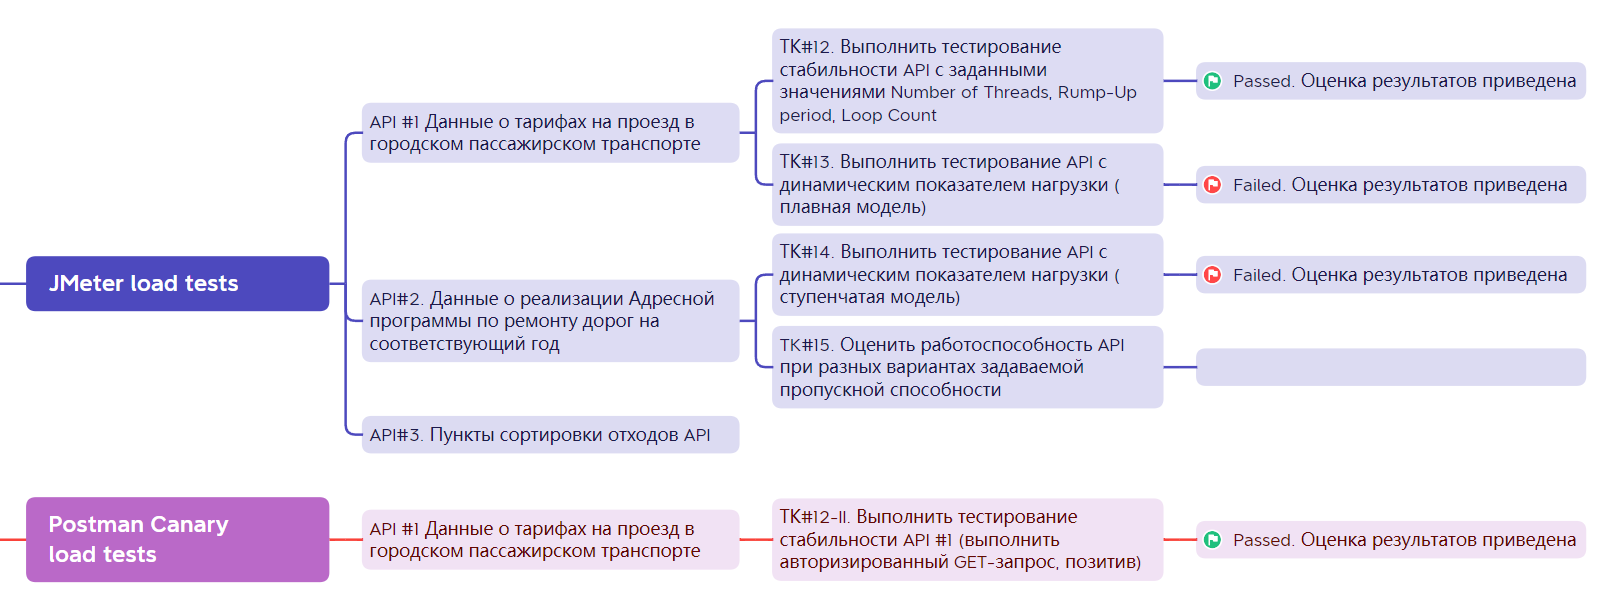 JMeter load tests
API #1 Данные о тарифах на проезд в
городском пассажирском транспорте
ТК#12. Выполнить тестирование
стабильности API с заданными
значениями Number of Threads, Rump-Up
period, Loop Count
Passed. Оценка результатов приведена
ТК#13. Выполнить тестирование API с
динамическим показателем нагрузки (
плавная модель)
Failed. Оценка результатов приведена
API#2. Данные о реализации Адресной
программы по ремонту дорог на
соответствующий год
ТК#14. Выполнить тестирование API с
динамическим показателем нагрузки (
ступенчатая модель)
Failed. Оценка результатов приведена
ТК#15. Оценить работоспособность API
при разных вариантах задаваемой
пропускной способности
API#3. Пункты сортировки отходов API
Postman Canary
load tests
API #1 Данные о тарифах на проезд в
городском пассажирском транспорте
ТК#12-II. Выполнить тестирование
стабильности API #1 (выполнить
авторизированный GET-запрос, позитив)
Passed. Оценка результатов приведена